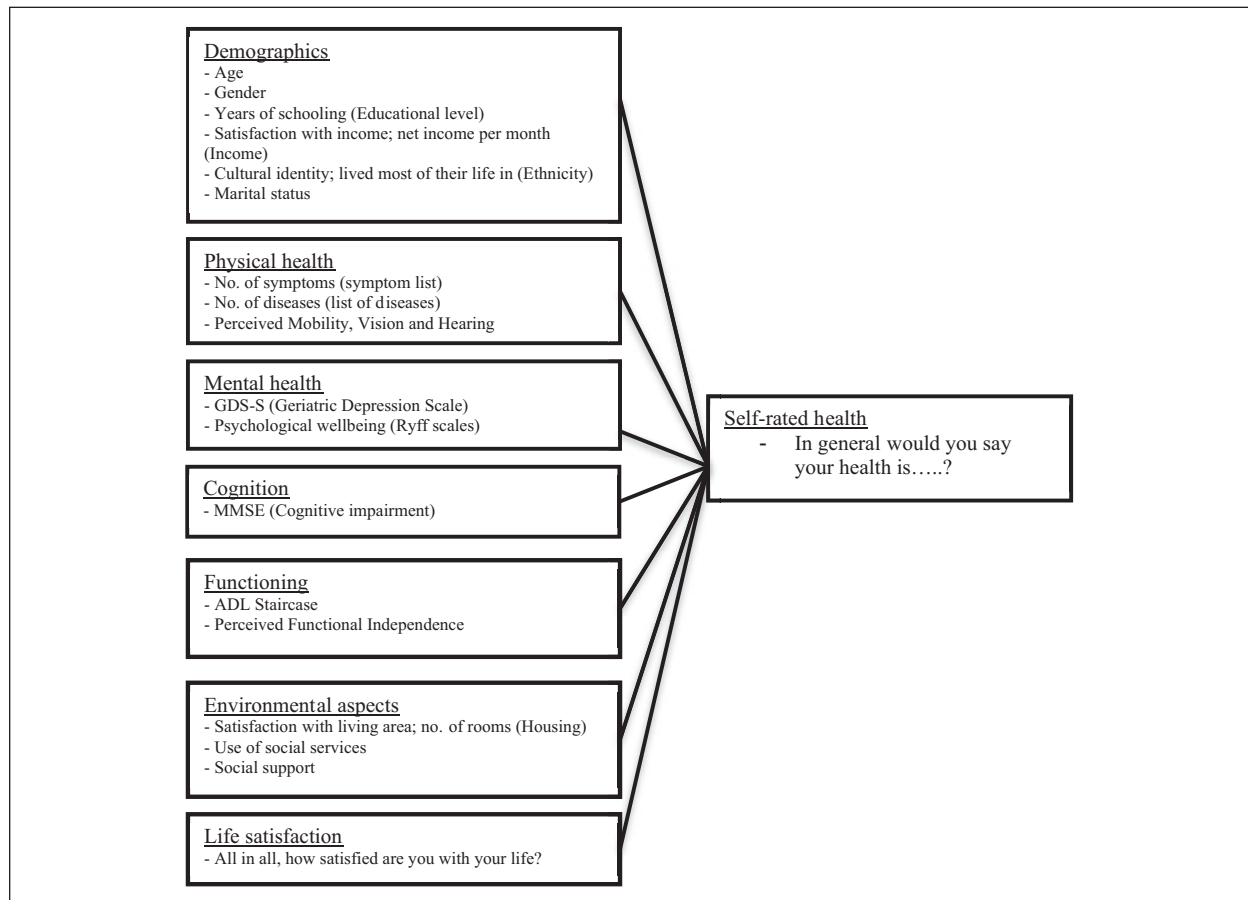 Demographics
- Age
- Gender
- Years of schooling (Educational level)
- Satisfaction with income; net income per month
(Income)
- Cultural identity; lived most of their life in (Ethnicity)
- Marital status
Physical health
- No. of symptoms (symptom list)
- No. of diseases (list of diseases)
- Perceived Mobility, Vision and Hearing
Mental health
- GDS-S (Geriatric Depression Scale)
- Psychological wellbeing (Ryff scales)
Cognition
- MMSE (Cognitive impairment)
Functioning
- ADL Staircase
- Perceived Functional Independence
Environmental aspects
- Satisfaction with living area; no. of rooms (Housing)
- Use of social services
- Social support
Life satisfaction
- All in all, how satisfied are you with your life?
Self-rated health
- In general would you say
your health is…..?